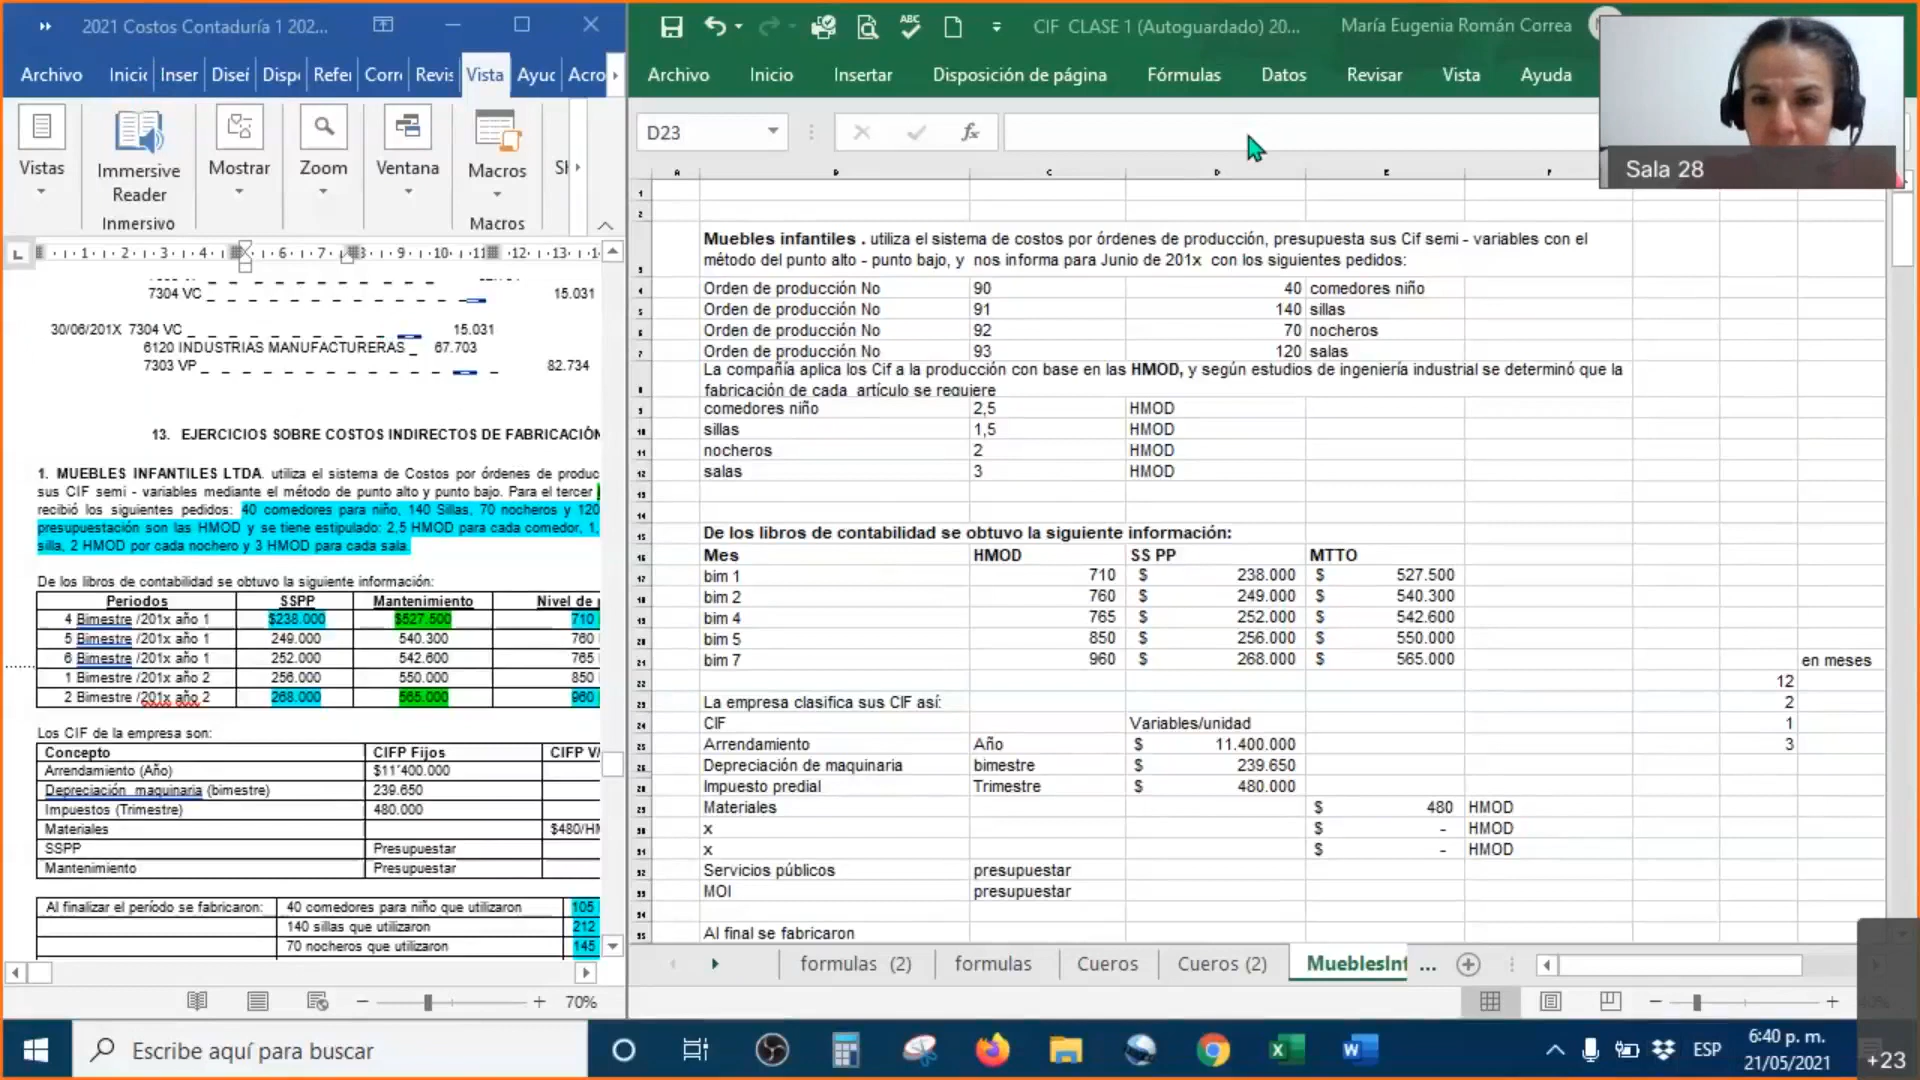 2021 Costos Contaduría 1 202...
Archivo Inicio Inser Diseí Dispo Refer Corre Revis Vista Ayud Acro
Vistas
Immersive Reader
Mostrar
Zoom
Ventana
Macros
Inmersivo
Macros
7304 VC 15.031
30/06/201X 7304 VC 15.031
6120 INDUSTRIAS MANUFACTURERAS 67.703
7303 VP 82.734
13. EJERCICIOS SOBRE COSTOS INDIRECTOS DE FABRICACIÓN
1. MUEBLES INFANTILES LTDA. utiliza el sistema de Costos por órdenes de produc
sus CIF semi - variables mediante el método de punto alto y punto bajo. Para el tercer
recibió los siguientes pedidos: 40 comedores para niño, 140 Sillas, 70 nocheros y 120
presupuestación son las HMOD y se tiene estipulado: 2,5 HMOD para cada comedor, 1,
silla, 2 HMOD por cada nochero y 3 HMOD para cada sala.
De los libros de contabilidad se obtuvo la siguiente información:
Periodos SSPP Mantenimiento Nivel de
4 Bimestre /201x año 1 $238.000 $527.500 710
5 Bimestre /201x año 1 249.000 540.300 760
6 Bimestre /201x año 1 252.000 542.600 765
1 Bimestre /201x año 2 256.000 550.000 850
2 Bimestre /201x año 2 268.000 565.000 960
Los CIF de la empresa son:
Concepto CIFP Fijos CIFP VA
Arrendamiento (Año) $11'400.000
Depreciación maquinaria (bimestre) 239.650
Impuestos (Trimestre) 480.000
Materiales $480/HM
SSPP Presupuestar
Mantenimiento Presupuestar
Al finalizar el período se fabricaron: 40 comedores para niño que utilizaron 105
140 sillas que utilizaron 212
70 nocheros que utilizaron 145
70%
CIF CLASE 1 (Autoguardado) 20...
María Eugenia Román Correa
Archivo Inicio Insertar Disposición de página Fórmulas Datos Revisar Vista Ayuda
D23
fx
Sala 28
A B C D E F
Muebles infantiles . utiliza el sistema de costos por órdenes de producción, presupuesta sus Cif semi - variables con el
método del punto alto - punto bajo, y nos informa para Junio de 201x con los siguientes pedidos:
Orden de producción No 90 40 comedores niño
Orden de producción No 91 140 sillas
Orden de producción No 92 70 nocheros
Orden de producción No 93 120 salas
La compañía aplica los Cif a la producción con base en las HMOD, y según estudios de ingeniería industrial se determinó que la
fabricación de cada artículo se requiere
comedores niño 2,5 HMOD
sillas 1,5 HMOD
nocheros 2 HMOD
salas 3 HMOD
De los libros de contabilidad se obtuvo la siguiente información:
Mes HMOD SS PP MTTO
bim 1 710 $ 238.000 $ 527.500
bim 2 760 $ 249.000 $ 540.300
bim 4 765 $ 252.000 $ 542.600
bim 5 850 $ 256.000 $ 550.000
bim 7 960 $ 268.000 $ 565.000
en meses
12
La empresa clasifica sus CIF así: 2
CIF Variables/unidad 1
Arrendamiento Año $ 11.400.000 3
Depreciación de maquinaria bimestre $ 239.650
Impuesto predial Trimestre $ 480.000
Materiales $ 480 HMOD
x $ - HMOD
x $ - HMOD
Servicios públicos presupuestar
MOI presupuestar
Al final se fabricaron
formulas (2) formulas Cueros Cueros (2) MueblesInf ...
Escribe aquí para buscar
ESP
6:40 p. m.
21/05/2021
+23